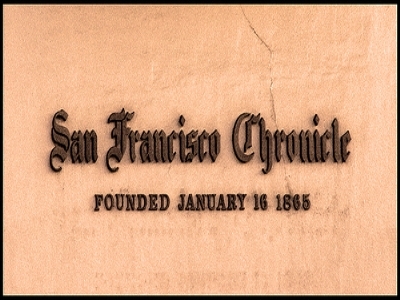 San Francisco Chronicle
FOUNDED JANUARY 16 1865